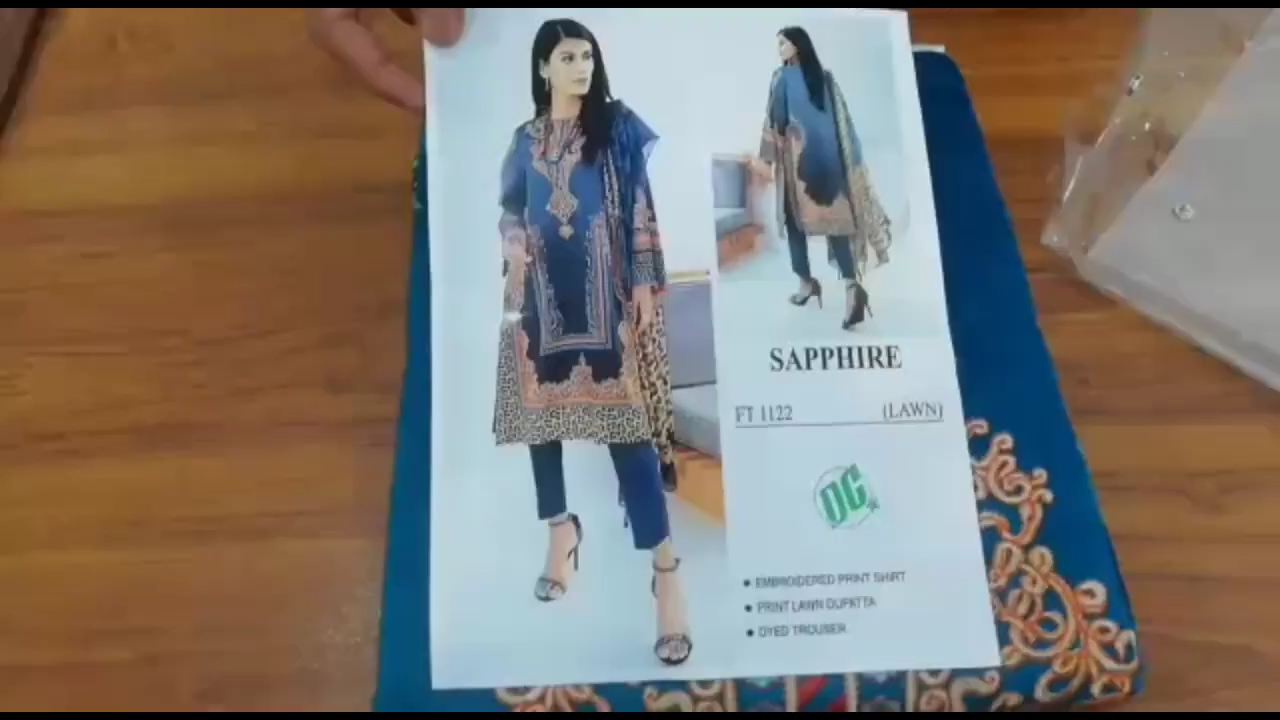 SAPPHIRE
FT 1122 (LAWN)
DC
• EMBROIDERED PRINT SHIRT
• PRINT LAWN DUPATTA
• DYED TROUSER